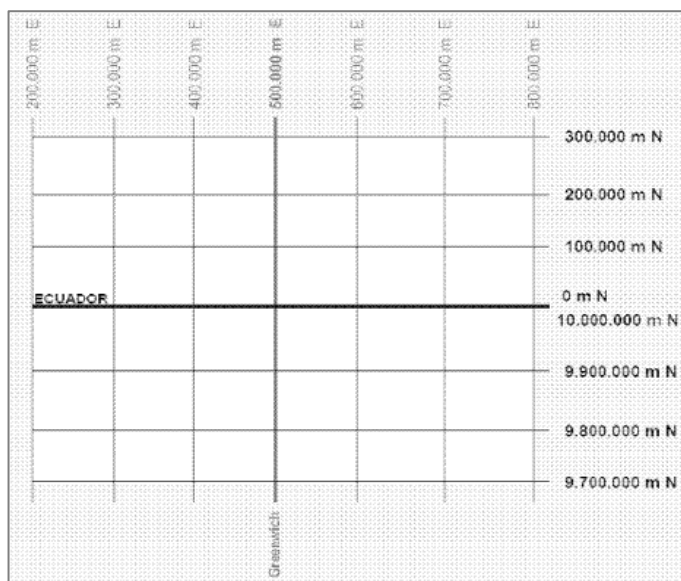 200.000 m E
300.000 m E
400.000 m E
500.000 m E
600.000 m E
700.000 m E
800.000 m E
300.000 m N
200.000 m N
100.000 m N
ECUADOR
0 m N
10.000.000 m N
9.900.000 m N
9.800.000 m N
9.700.000 m N
Greenwich